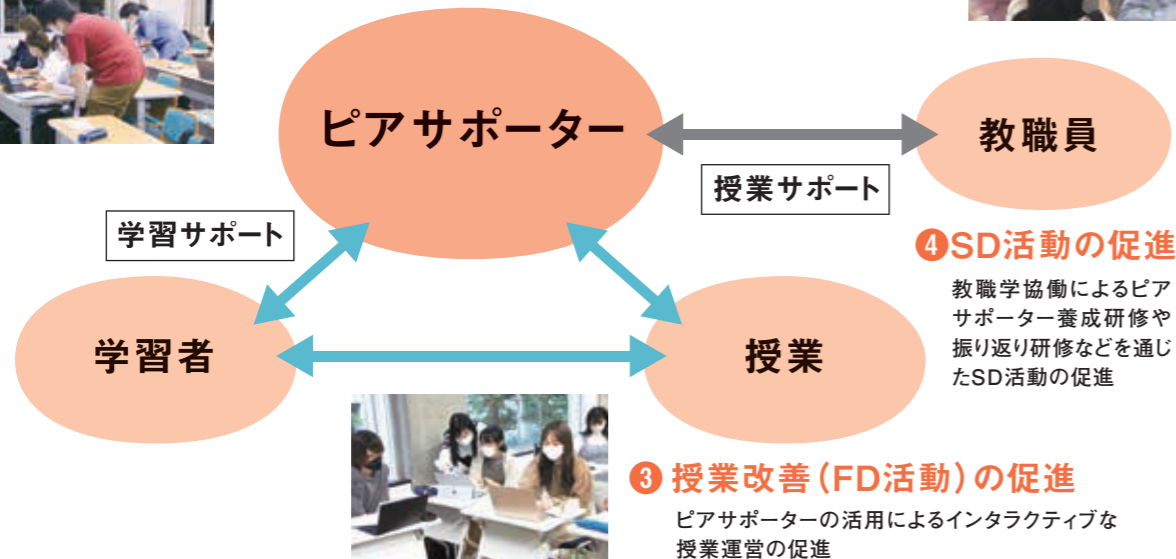 ピアサポーター
教職員
授業サポート
学習サポート
❹SD活動の促進
教職学協働によるピア
サポーター養成研修や
振り返り研修などを通じ
たSD活動の促進
学習者
授業
❸ 授業改善（FD活動）の促進
ピアサポーターの活用によるインタラクティブな
授業運営の促進